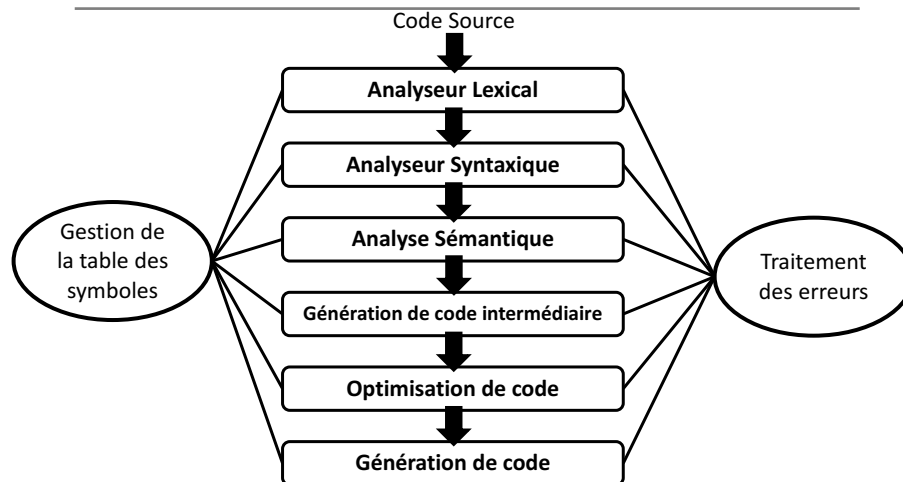 Code Source
Analyseur Lexical
Analyseur Syntaxique
Analyse Sémantique
Génération de code intermédiaire
Optimisation de code
Génération de code
Gestion de
la table des
symboles
Traitement
des erreurs